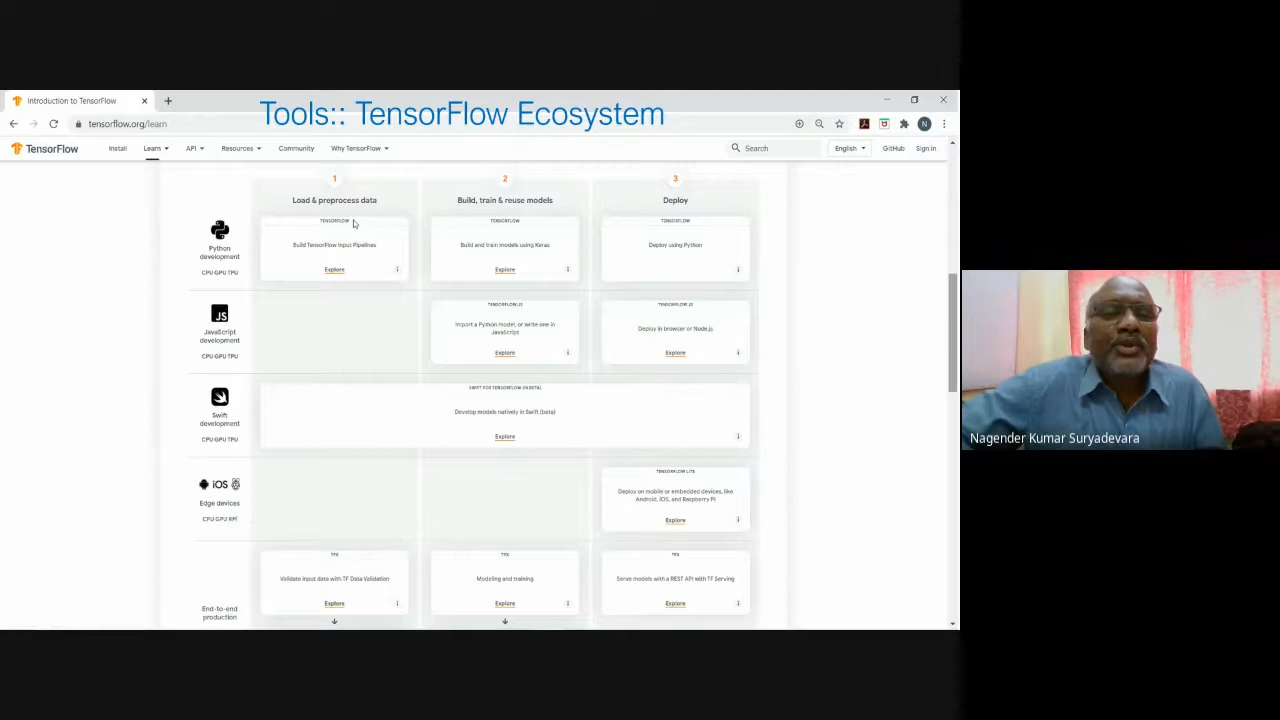 Introduction to TensorFlow
Tools:: TensorFlow Ecosystem
tensorflow.org/learn
N
TensorFlow
Install
Learn
API
Resources
Community
Why TensorFlow
Search
English
GitHub
Sign in
1
2
3
Load & preprocess data
Build, train & reuse models
Deploy
Python
development
CPU GPU TPU
TENSORFLOW
Build TensorFlow Input Pipelines
Explore
TENSORFLOW
Build and train models using Keras
Explore
TENSORFLOW
Deploy using Python
JS
JavaScript
development
CPU GPU TPU
TENSORFLOW.JS
Import a Python model, or write one in
JavaScript
Explore
TENSORFLOW.JS
Deploy in browser or Node.js
Explore
Swift
development
CPU GPU TPU
SWIFT FOR TENSORFLOW (IN BETA)
Develop models natively in Swift (beta)
Explore
iOS
Edge devices
CPU GPU RPi
TENSORFLOW LITE
Deploy on mobile or embedded devices, like
Android, iOS, and Raspberry Pi
Explore
End-to-end
production
TFX
Validate input data with TF Data Validation
Explore
TFX
Modeling and training
Explore
TFX
Serve models with a REST API with TF Serving
Explore
Nagender Kumar Suryadevara